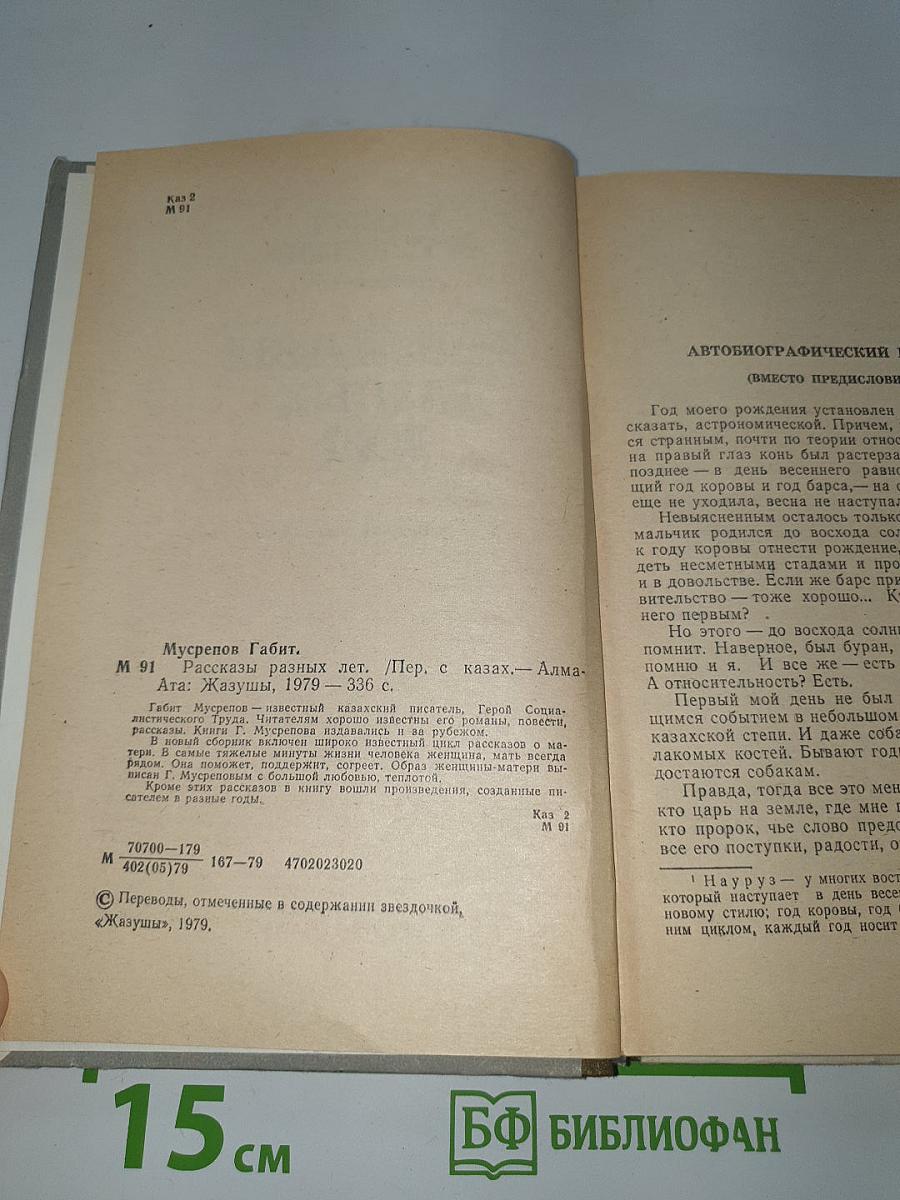 Каз 2
М 91
Мусрепов Габит.
М 91 Рассказы разных лет. /Пер. с казах.— Алма-
Ата: Жазушы, 1979 — 336 с.
Габит Мусрепов — известный казахский писатель, Герой Социа-
листического Труда. Читателям хорошо известны его романы, повести,
рассказы. Книги Г. Мусрепова издавались и за рубежом.
В новый сборник включен широко известный цикл рассказов о ма-
тери. В самые тяжелые минуты жизни человека женщина, мать всегда
рядом. Она поможет, поддержит, согреет. Образ женщины-матери вы-
писан Г. Мусреповым с большой любовью, теплотой.
Кроме этих рассказов в книгу вошли произведения, созданные пи-
сателем в разные годы.
Каз 2
М 91
М 70700—179
402(05)79 167—79 4702023020
© Переводы, отмеченные в содержании звездочкой,
«Жазушы», 1979.
АВТОБИОГРАФИЧЕСКИЙ
(ВМЕСТО ПРЕДИСЛОВИ
Год моего рождения установлен
сказать, астрономической. Причем,
ся странным, почти по теории относ
на правый глаз конь был растерза
позднее — в день весеннего равно
щий год коровы и год барса,— на
еще не уходила, весна не наступал
Невыясненным осталось только
мальчик родился до восхода сол
к году коровы отнести рождение,
деть несметными стадами и про
и в довольстве. Если же барс при
вительство — тоже хорошо...
него первым?
Но этого — до восхода солн
помнит. Наверное, был буран,
помню и я. И все же — есть
А относительность? Есть.
Первый мой день не был
щимся событием в небольшом
казахской степи. И даже соба
лакомых костей. Бывают год
достаются собакам.
Правда, тогда все это мен
кто царь на земле, где мне
кто пророк, чье слово предо
все его поступки, радости, о
¹ Науруз — у многих вост
который наступает в день весе
новому стилю; год коровы, год
ним циклом, каждый год носит
15 см
БФ БИБЛИОФАН